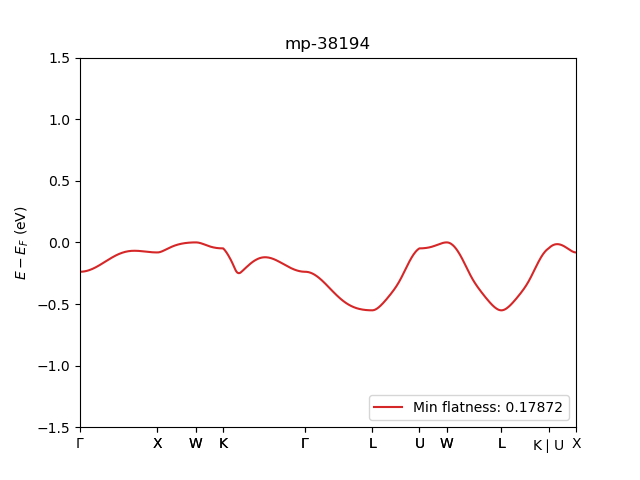 mp-38194
1.5
1.0
0.5
0.0
−0.5
−1.0
−1.5
E − E_F (eV)
Min flatness: 0.17872
Γ X W K Γ L U W L K | U X